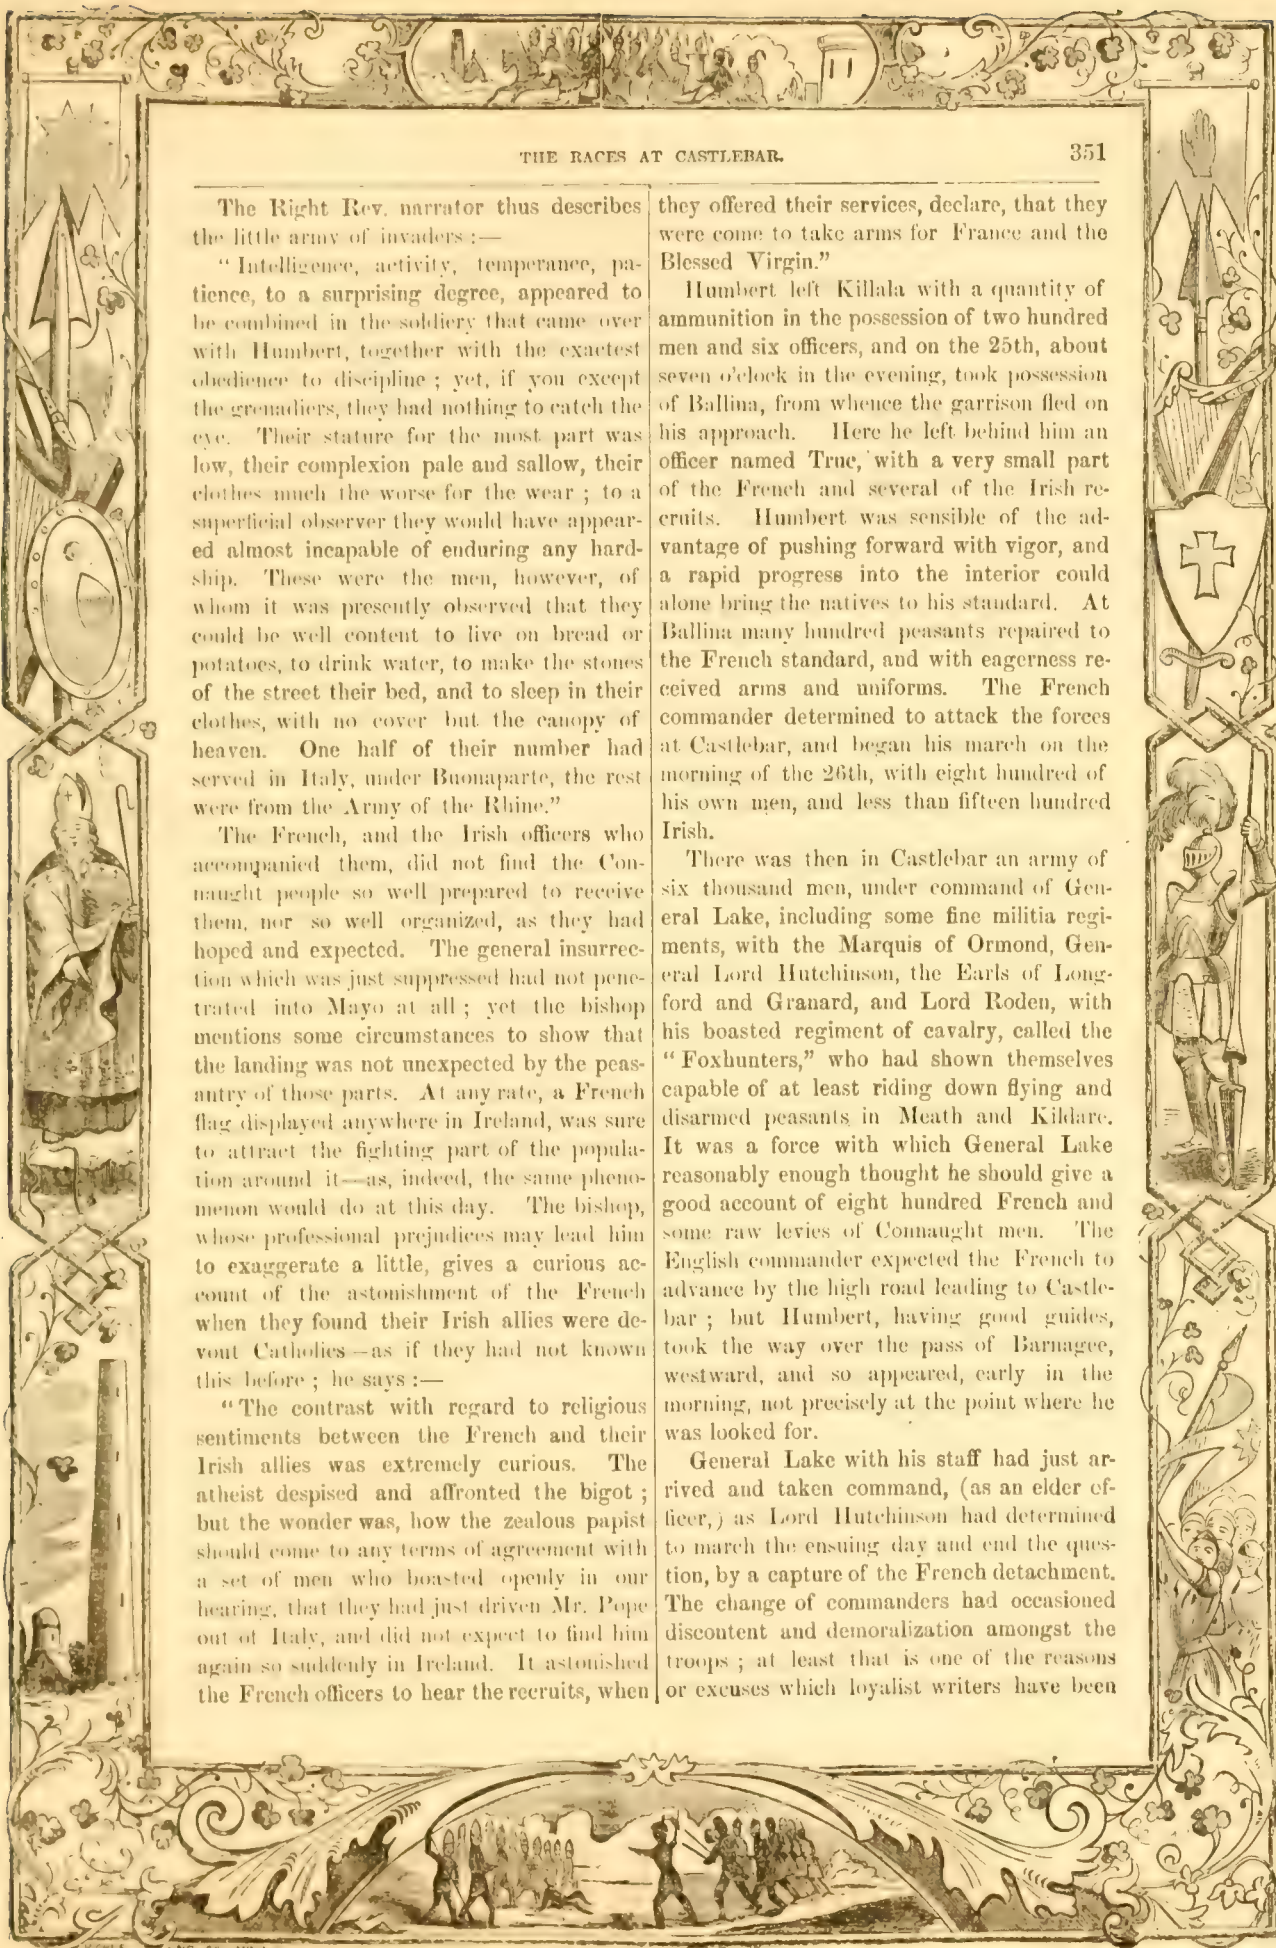 THE RACES AT CASTLEBAR.
351
The Right Rev. narrator thus describes
the little army of invaders :—
“ Intelligence, activity, temperance, pa-
tience, to a surprising degree, appeared to
be combined in the soldiery that came over
with Humbert, together with the exactest
obedience to discipline ; yet, if you except
the grenadiers, they had nothing to catch the
eye. Their stature for the most part was
low, their complexion pale and sallow, their
clothes much the worse for the wear ; to a
superficial observer they would have appear-
ed almost incapable of enduring any hard-
ship. These were the men, however, of
whom it was presently observed that they
could be well content to live on bread or
potatoes, to drink water, to make the stones
of the street their bed, and to sleep in their
clothes, with no cover but the canopy of
heaven. One half of their number had
served in Italy, under Buonaparte, the rest
were from the Army of the Rhine.”
The French, and the Irish officers who
accompanied them, did not find the Con-
naught people so well prepared to receive
them, nor so well organized, as they had
hoped and expected. The general insurrec-
tion which was just suppressed had not pene-
trated into Mayo at all ; yet the bishop
mentions some circumstances to show that
the landing was not unexpected by the peas-
antry of those parts. At any rate, a French
flag displayed anywhere in Ireland, was sure
to attract the fighting part of the popula-
tion around it—as, indeed, the same pheno-
menon would do at this day. The bishop,
whose professional prejudices may lead him
to exaggerate a little, gives a curious ac-
count of the astonishment of the French
when they found their Irish allies were de-
vout Catholics—as if they had not known
this before ; he says :—
“ The contrast with regard to religious
sentiments between the French and their
Irish allies was extremely curious. The
atheist despised and affronted the bigot ;
but the wonder was, how the zealous papist
should come to any terms of agreement with
a set of men who boasted openly in our
hearing, that they had just driven Mr. Pope
out of Italy, and did not expect to find him
again so suddenly in Ireland. It astonished
the French officers to hear the recruits, when
they offered their services, declare, that they
were come to take arms for France and the
Blessed Virgin.”
Humbert left Killala with a quantity of
ammunition in the possession of two hundred
men and six officers, and on the 25th, about
seven o’clock in the evening, took possession
of Ballina, from whence the garrison fled on
his approach. Here he left behind him an
officer named True, with a very small part
of the French and several of the Irish re-
cruits. Humbert was sensible of the ad-
vantage of pushing forward with vigor, and
a rapid progress into the interior could
alone bring the natives to his standard. At
Ballina many hundred peasants repaired to
the French standard, and with eagerness re-
ceived arms and uniforms. The French
commander determined to attack the forces
at Castlebar, and began his march on the
morning of the 26th, with eight hundred of
his own men, and less than fifteen hundred
Irish.
There was then in Castlebar an army of
six thousand men, under command of Gen-
eral Lake, including some fine militia regi-
ments, with the Marquis of Ormond, Gen-
eral Lord Hutchinson, the Earls of Long-
ford and Granard, and Lord Roden, with
his boasted regiment of cavalry, called the
“ Foxhunters,” who had shown themselves
capable of at least riding down flying and
disarmed peasants in Meath and Kildare.
It was a force with which General Lake
reasonably enough thought he should give a
good account of eight hundred French and
some raw levies of Connaught men. The
English commander expected the French to
advance by the high road leading to Castle-
bar ; but Humbert, having good guides,
took the way over the pass of Barnagee,
westward, and so appeared, early in the
morning, not precisely at the point where he
was looked for.
General Lake with his staff had just ar-
rived and taken command, (as an elder of-
ficer,) as Lord Hutchinson had determined
to march the ensuing day and end the ques-
tion, by a capture of the French detachment.
The change of commanders had occasioned
discontent and demoralization amongst the
troops ; at least that is one of the reasons
or excuses which loyalist writers have been